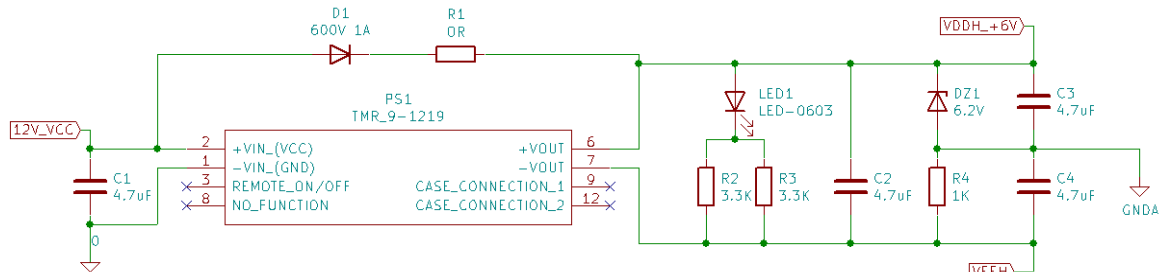 D1
600V 1A
R1
0R
VDDH_+6V
PS1
TMR_9-1219
LED1
LED-0603
DZ1
6.2V
C3
4.7uF
12V_VCC
2
+VIN_(VCC)
+VOUT
6
1
-VIN_(GND)
-VOUT
7
3
REMOTE_ON/OFF
CASE_CONNECTION_1
9
8
NO_FUNCTION
CASE_CONNECTION_2
12
C1
4.7uF
R2
3.3K
R3
3.3K
C2
4.7uF
R4
1K
C4
4.7uF
GNDA
0